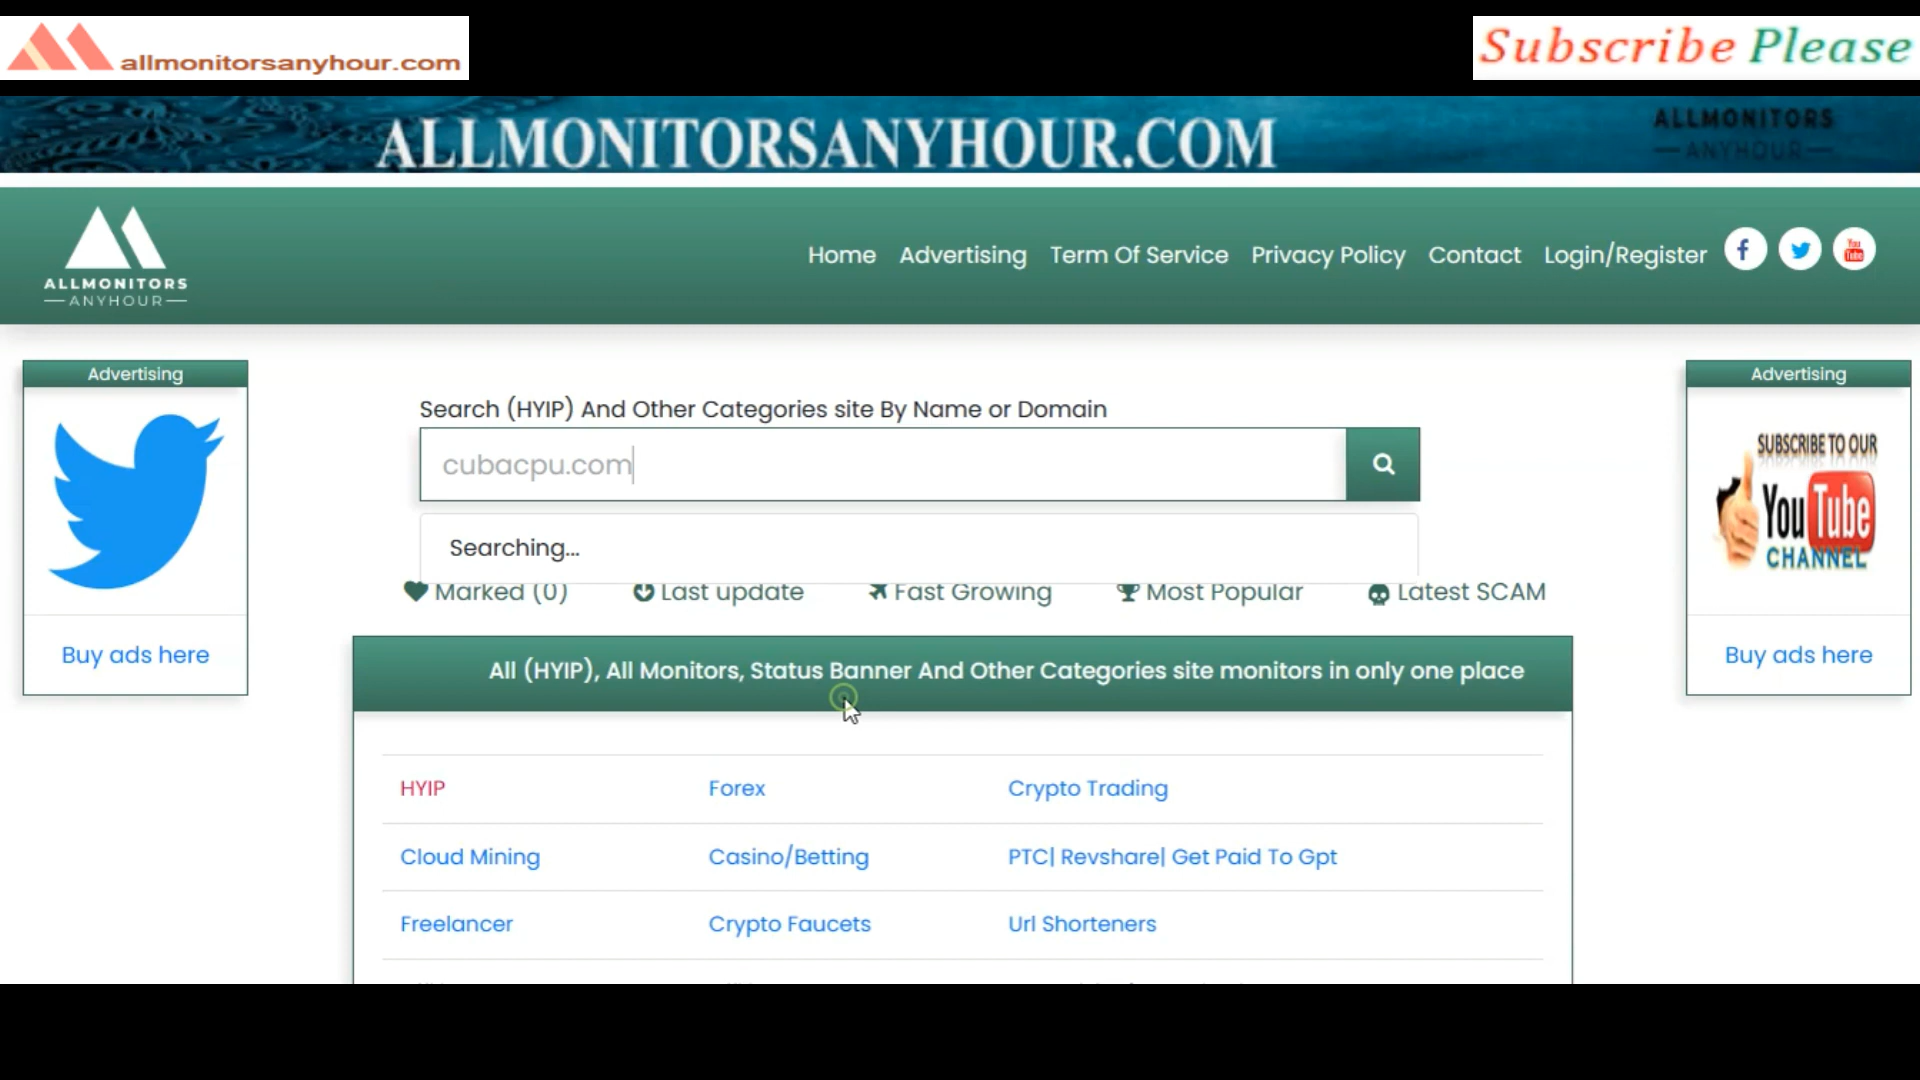 allmonitorsanyhour.com
Subscribe Please
ALLMONITORSANYHOUR.COM
ALLMONITORS
ANYHOUR
ALLMONITORS
ANYHOUR
Home Advertising Term Of Service Privacy Policy Contact Login/Register
You Tube
Advertising
Buy ads here
Search (HYIP) And Other Categories site By Name or Domain
cubacpu.com
Searching...
Marked (0) Last update Fast Growing Most Popular Latest SCAM
All (HYIP), All Monitors, Status Banner And Other Categories site monitors in only one place
HYIP Forex Crypto Trading
Cloud Mining Casino/Betting PTC| Revshare| Get Paid To Gpt
Freelancer Crypto Faucets Url Shorteners
Advertising
SUBSCRIBE TO OUR
YouTube
CHANNEL
Buy ads here